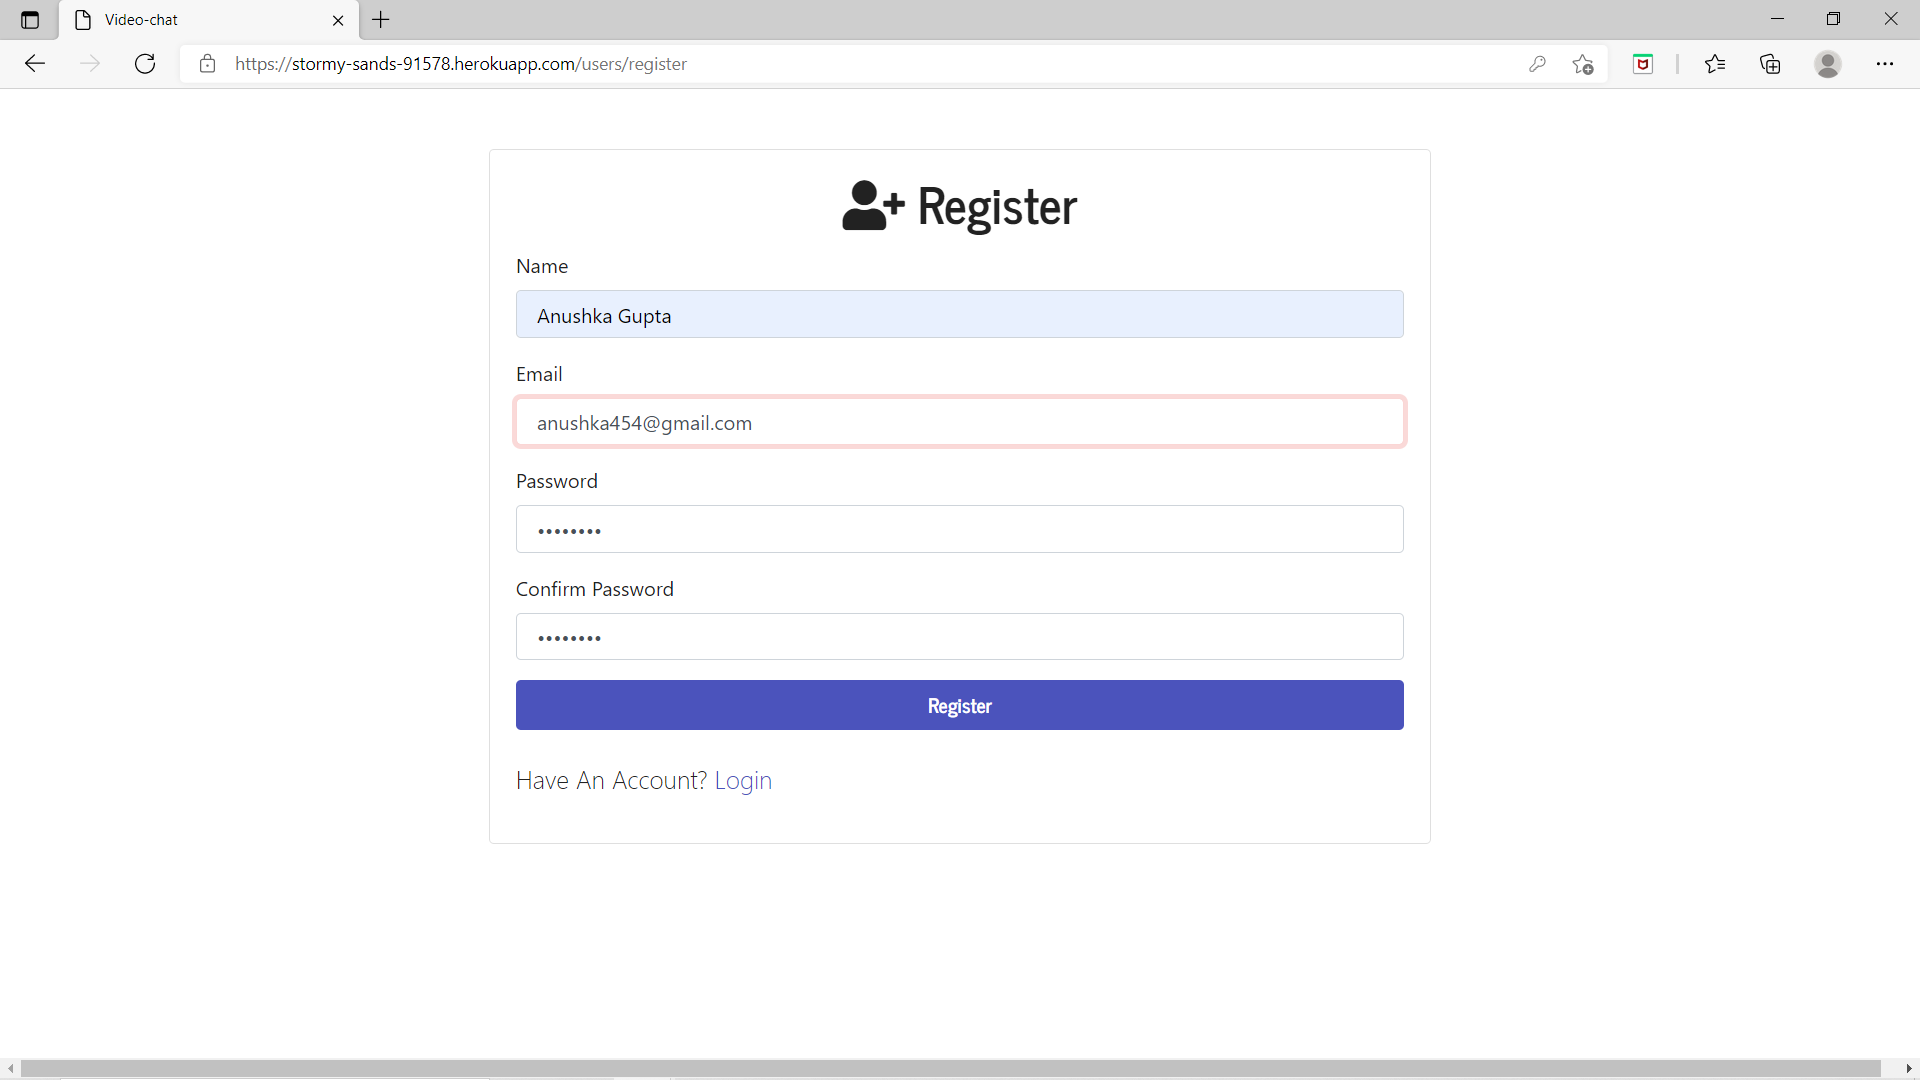 Video-chat
https://stormy-sands-91578.herokuapp.com/users/register
Register
Name
Anushka Gupta
Email
anushka454@gmail.com
Password
••••••••
Confirm Password
••••••••
Register
Have An Account? Login